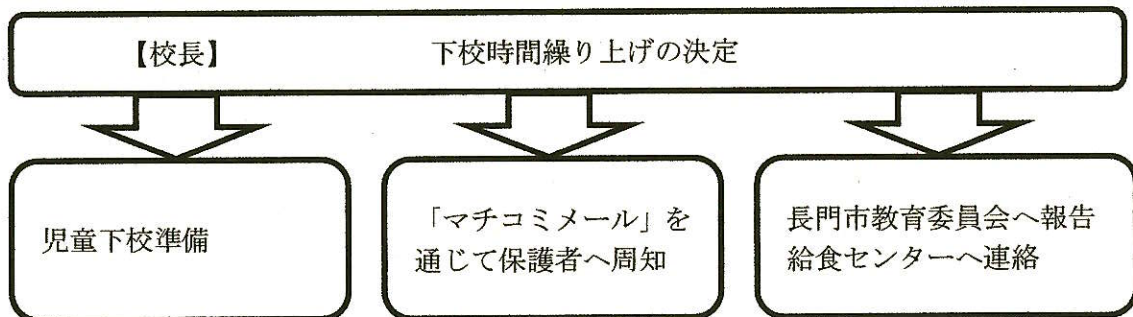 【校長】 下校時間繰り上げの決定
児童下校準備
「マチコミメール」を
通じて保護者へ周知
長門市教育委員会へ報告
給食センターへ連絡